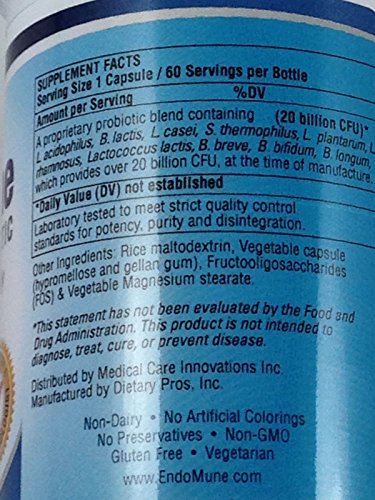 SUPPLEMENT FACTS
Serving Size 1 Capsule / 60 Servings per Bottle
Amount per Serving %DV
A proprietary probiotic blend containing (20 billion CFU)*
L. acidophilus, B. lactis, L. casei, S. thermophilus, L. plantarum, L.
rhamnosus, Lactococcus lactis, B. breve, B. bifidum, B. longum,
which provides over 20 billion CFU, at the time of manufacture.
*Daily Value (DV) not established
Laboratory tested to meet strict quality control
standards for potency, purity and disintegration.
Other Ingredients: Rice maltodextrin, Vegetable capsule
(hypromellose and gellan gum), Fructooligosaccharides
(FOS) & Vegetable Magnesium stearate.
*This statement has not been evaluated by the Food and
Drug Administration. This product is not intended to
diagnose, treat, cure, or prevent disease.
Distributed by Medical Care Innovations Inc.
Manufactured by Dietary Pros, Inc.
Non-Dairy • No Artificial Colorings
No Preservatives • Non-GMO
Gluten Free • Vegetarian
www.EndoMune.com